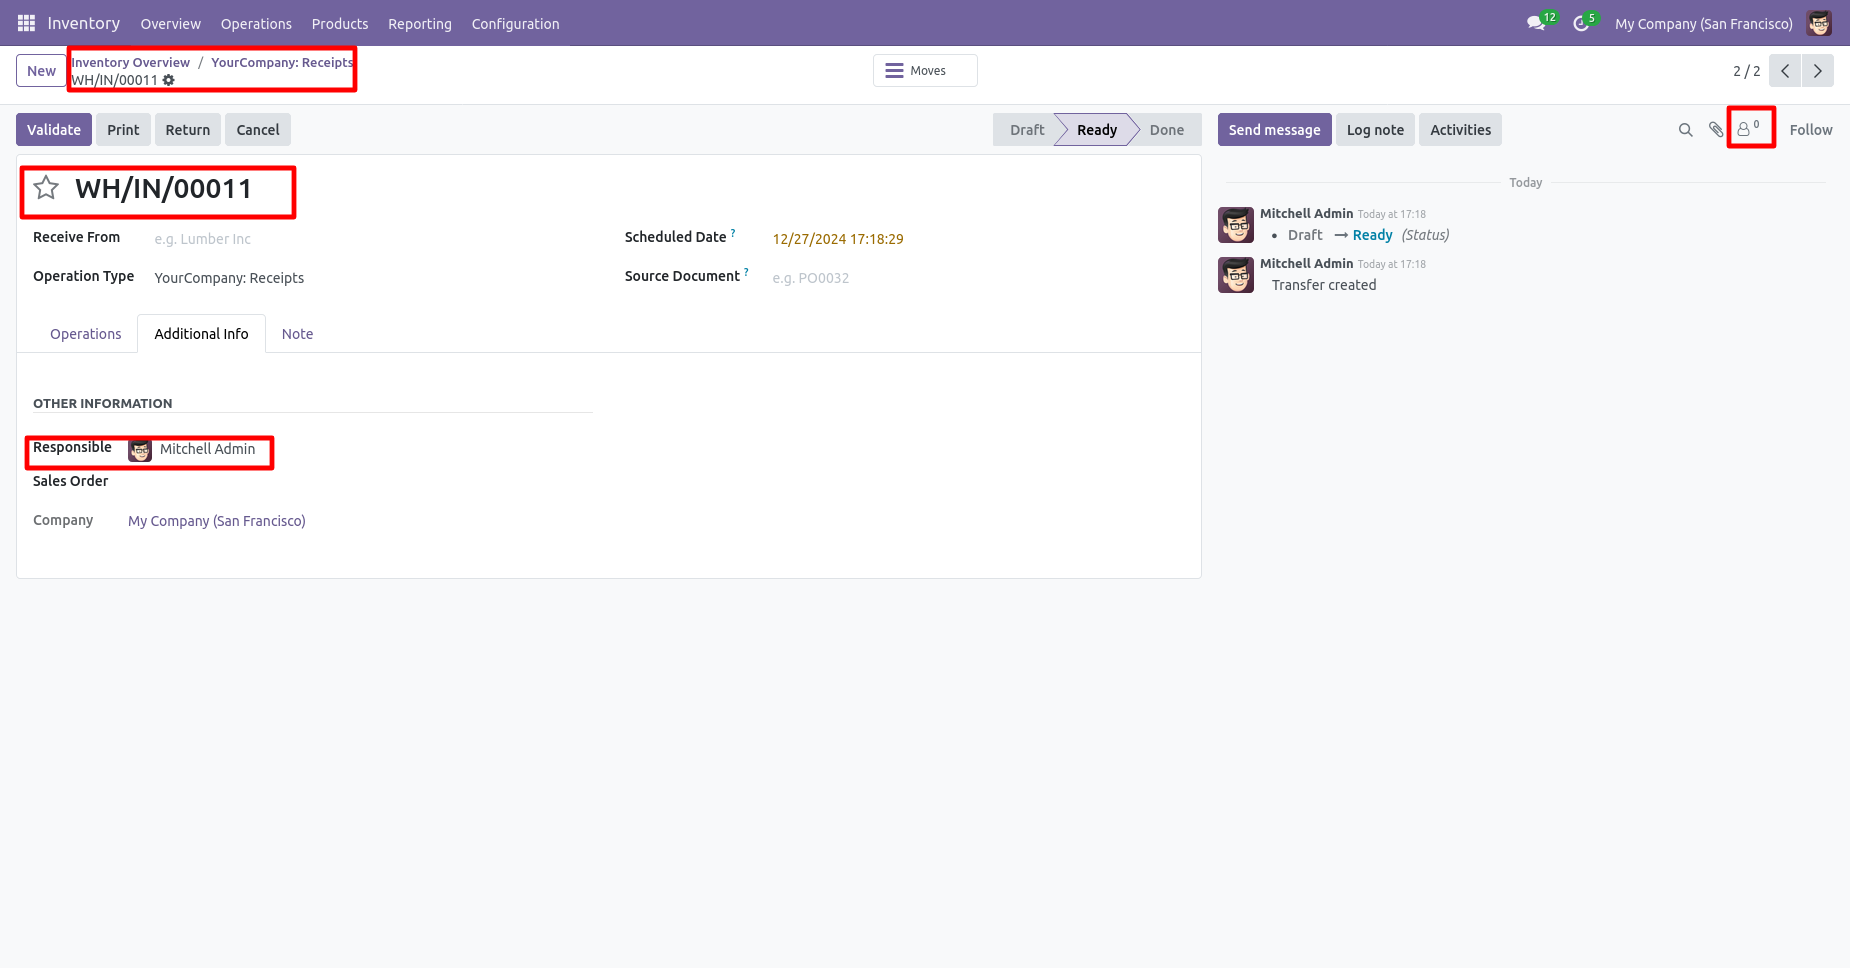 Inventory Overview Operations Products Reporting Configuration 12 5 My Company (San Francisco)
New Inventory Overview / YourCompany: Receipts
WH/IN/00011
Moves
2 / 2
Validate Print Return Cancel Draft Ready Done
Send message Log note Activities 0 Follow
WH/IN/00011
Receive From e.g. Lumber Inc Scheduled Date ? 12/27/2024 17:18:29
Operation Type YourCompany: Receipts Source Document ? e.g. PO0032
Operations Additional Info Note
OTHER INFORMATION
Responsible Mitchell Admin
Sales Order
Company My Company (San Francisco)
Today
Mitchell Admin Today at 17:18
• Draft → Ready (Status)
Mitchell Admin Today at 17:18
Transfer created